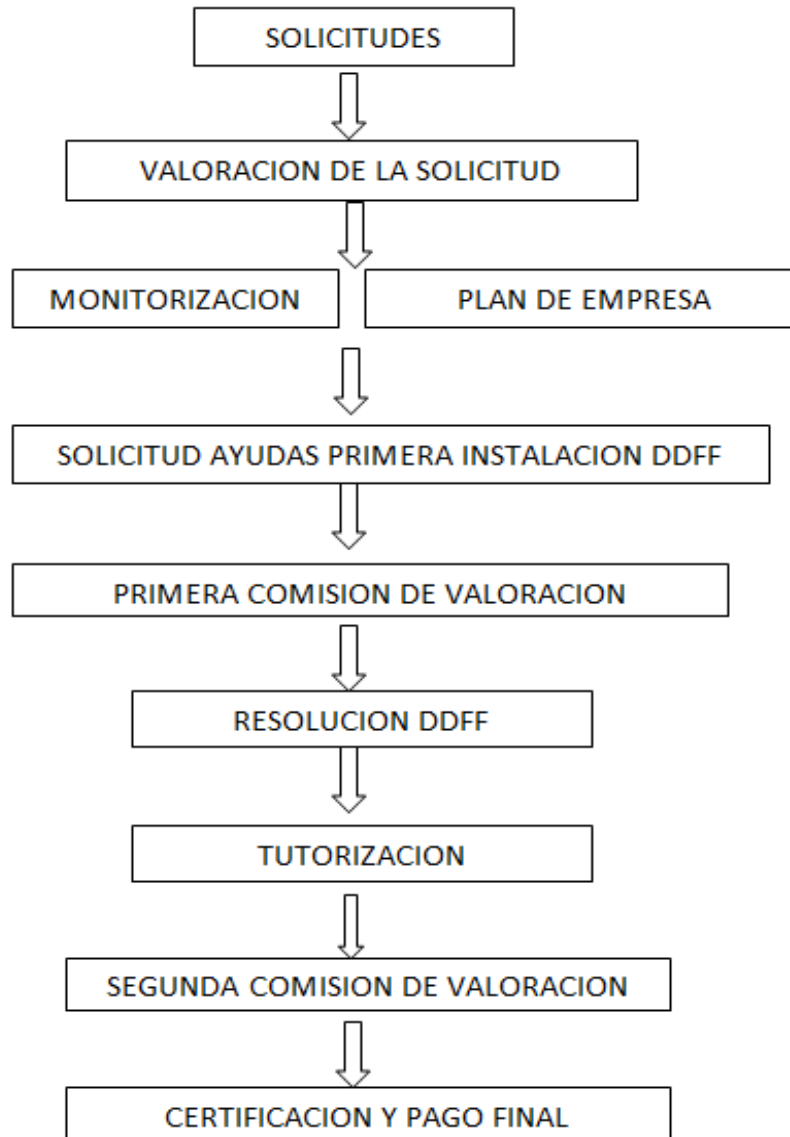 SOLICITUDES
VALORACION DE LA SOLICITUD
MONITORIZACION
PLAN DE EMPRESA
SOLICITUD AYUDAS PRIMERA INSTALACION DDFF
PRIMERA COMISION DE VALORACION
RESOLUCION DDFF
TUTORIZACION
SEGUNDA COMISION DE VALORACION
CERTIFICACION Y PAGO FINAL